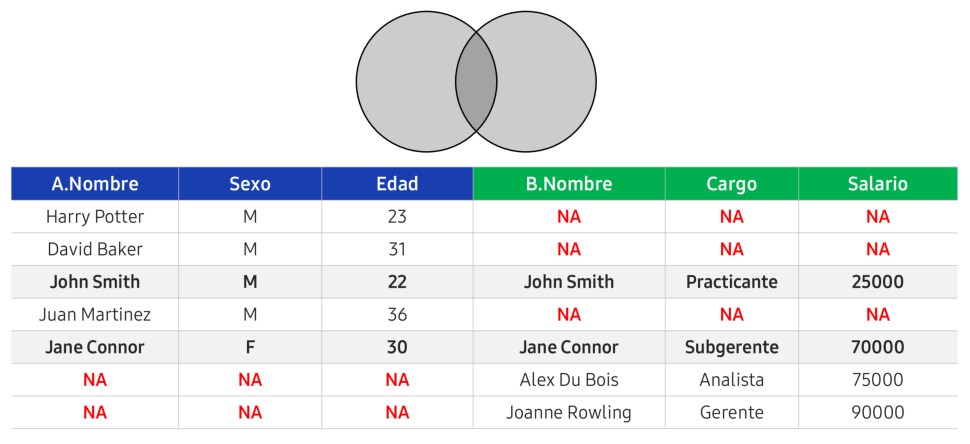 A.Nombre Sexo Edad B.Nombre Cargo Salario
Harry Potter M 23 NA NA NA
David Baker M 31 NA NA NA
John Smith M 22 John Smith Practicante 25000
Juan Martinez M 36 NA NA NA
Jane Connor F 30 Jane Connor Subgerente 70000
NA NA NA Alex Du Bois Analista 75000
NA NA NA Joanne Rowling Gerente 90000